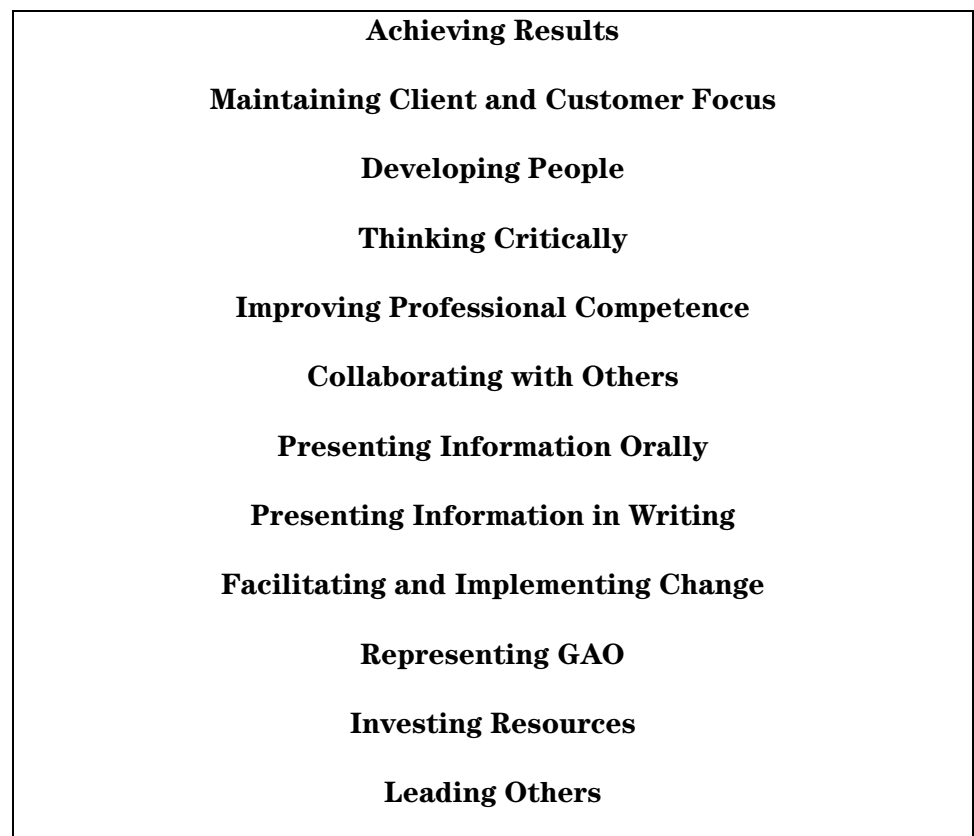 Achieving Results
Maintaining Client and Customer Focus
Developing People
Thinking Critically
Improving Professional Competence
Collaborating with Others
Presenting Information Orally
Presenting Information in Writing
Facilitating and Implementing Change
Representing GAO
Investing Resources
Leading Others